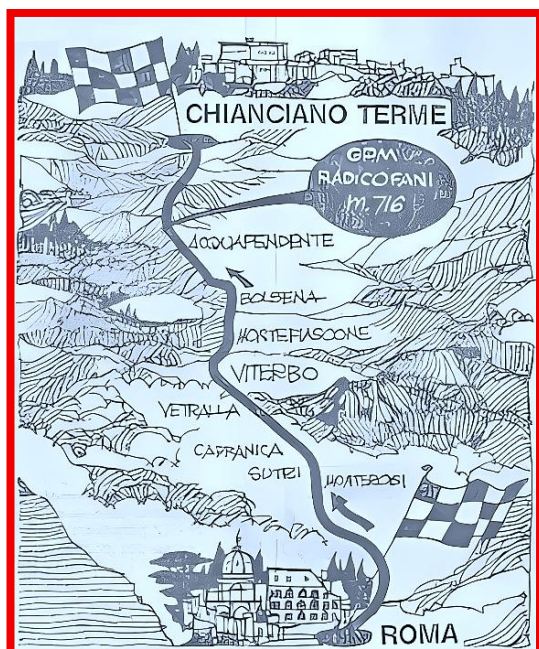 CHIANCIANO TERME
GPM
RADICOFANI
M. 716
ACQUAPENDENTE
BOLSENA
MONTEFIASCONE
VITERBO
VETRALLA
CAPRANICA
SUTRI
MONTEROSI
ROMA